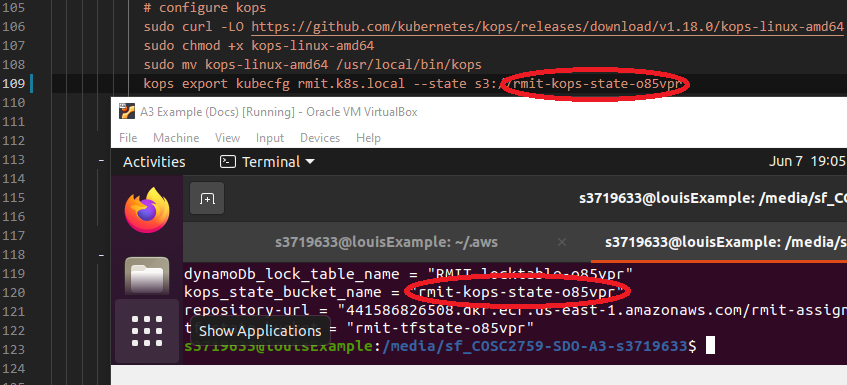 105 # configure kops
106 sudo curl -LO https://github.com/kubernetes/kops/releases/download/v1.18.0/kops-linux-amd64
107 sudo chmod +x kops-linux-amd64
108 sudo mv kops-linux-amd64 /usr/local/bin/kops
109 kops export kubecfg rmit.k8s.local --state s3://rmit-kops-state-o85vpr
110
111 A3 Example (Docs) [Running] - Oracle VM VirtualBox
112 File Machine View Input Devices Help
113 - Activities Terminal Jun 7 19:05
114
115 s3719633@louisExample: /media/sf_CO
116
117 s3719633@louisExample: ~/.aws × s3719633@louisExample: /media/s
118 -
119 dynamoDb_lock_table_name = "RMIT-locktable-o85vpr"
120 kops_state_bucket_name = "rmit-kops-state-o85vpr"
121 repository-url = "441586826508.dkr.ecr.us-east-1.amazonaws.com/rmit-assign
122 t Show Applications = "rmit-tfstate-o85vpr"
123 s3719633@louisExample:/media/sf_COSC2759-SDO-A3-s3719633$
124